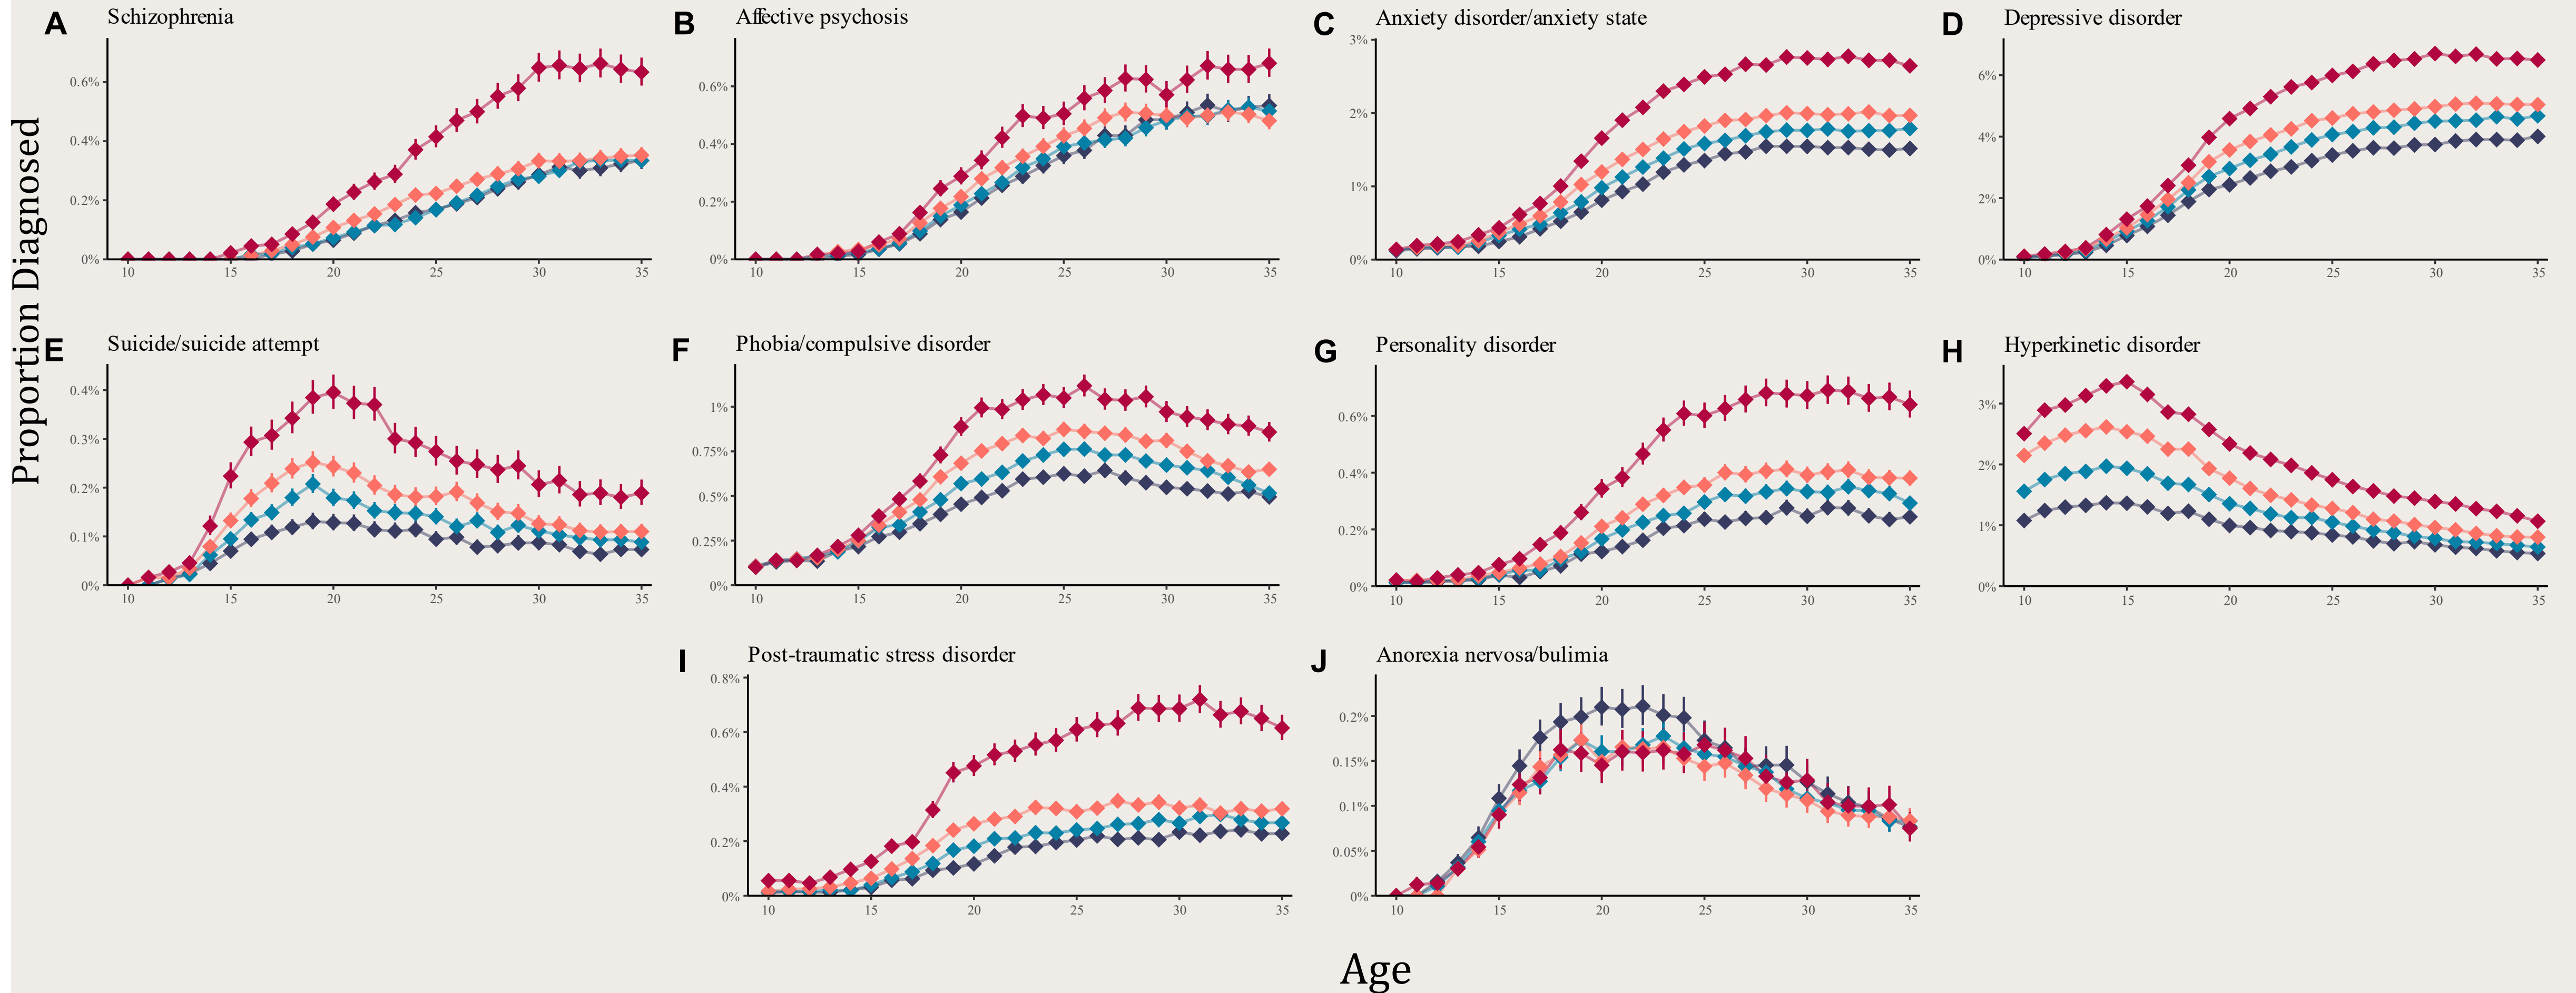 Proportion Diagnosed
A Schizophrenia
0.6%
0.4%
0.2%
0%
10 15 20 25 30 35
B Affective psychosis
0.6%
0.4%
0.2%
0%
10 15 20 25 30 35
C Anxiety disorder/anxiety state
3%
2%
1%
0%
10 15 20 25 30 35
D Depressive disorder
6%
4%
2%
0%
10 15 20 25 30 35
E Suicide/suicide attempt
0.4%
0.3%
0.2%
0.1%
0%
10 15 20 25 30 35
F Phobia/compulsive disorder
1%
0.75%
0.5%
0.25%
0%
10 15 20 25 30 35
G Personality disorder
0.6%
0.4%
0.2%
0%
10 15 20 25 30 35
H Hyperkinetic disorder
3%
2%
1%
0%
10 15 20 25 30 35
I Post-traumatic stress disorder
0.8%
0.6%
0.4%
0.2%
0%
10 15 20 25 30 35
J Anorexia nervosa/bulimia
0.2%
0.15%
0.1%
0.05%
0%
10 15 20 25 30 35
Age